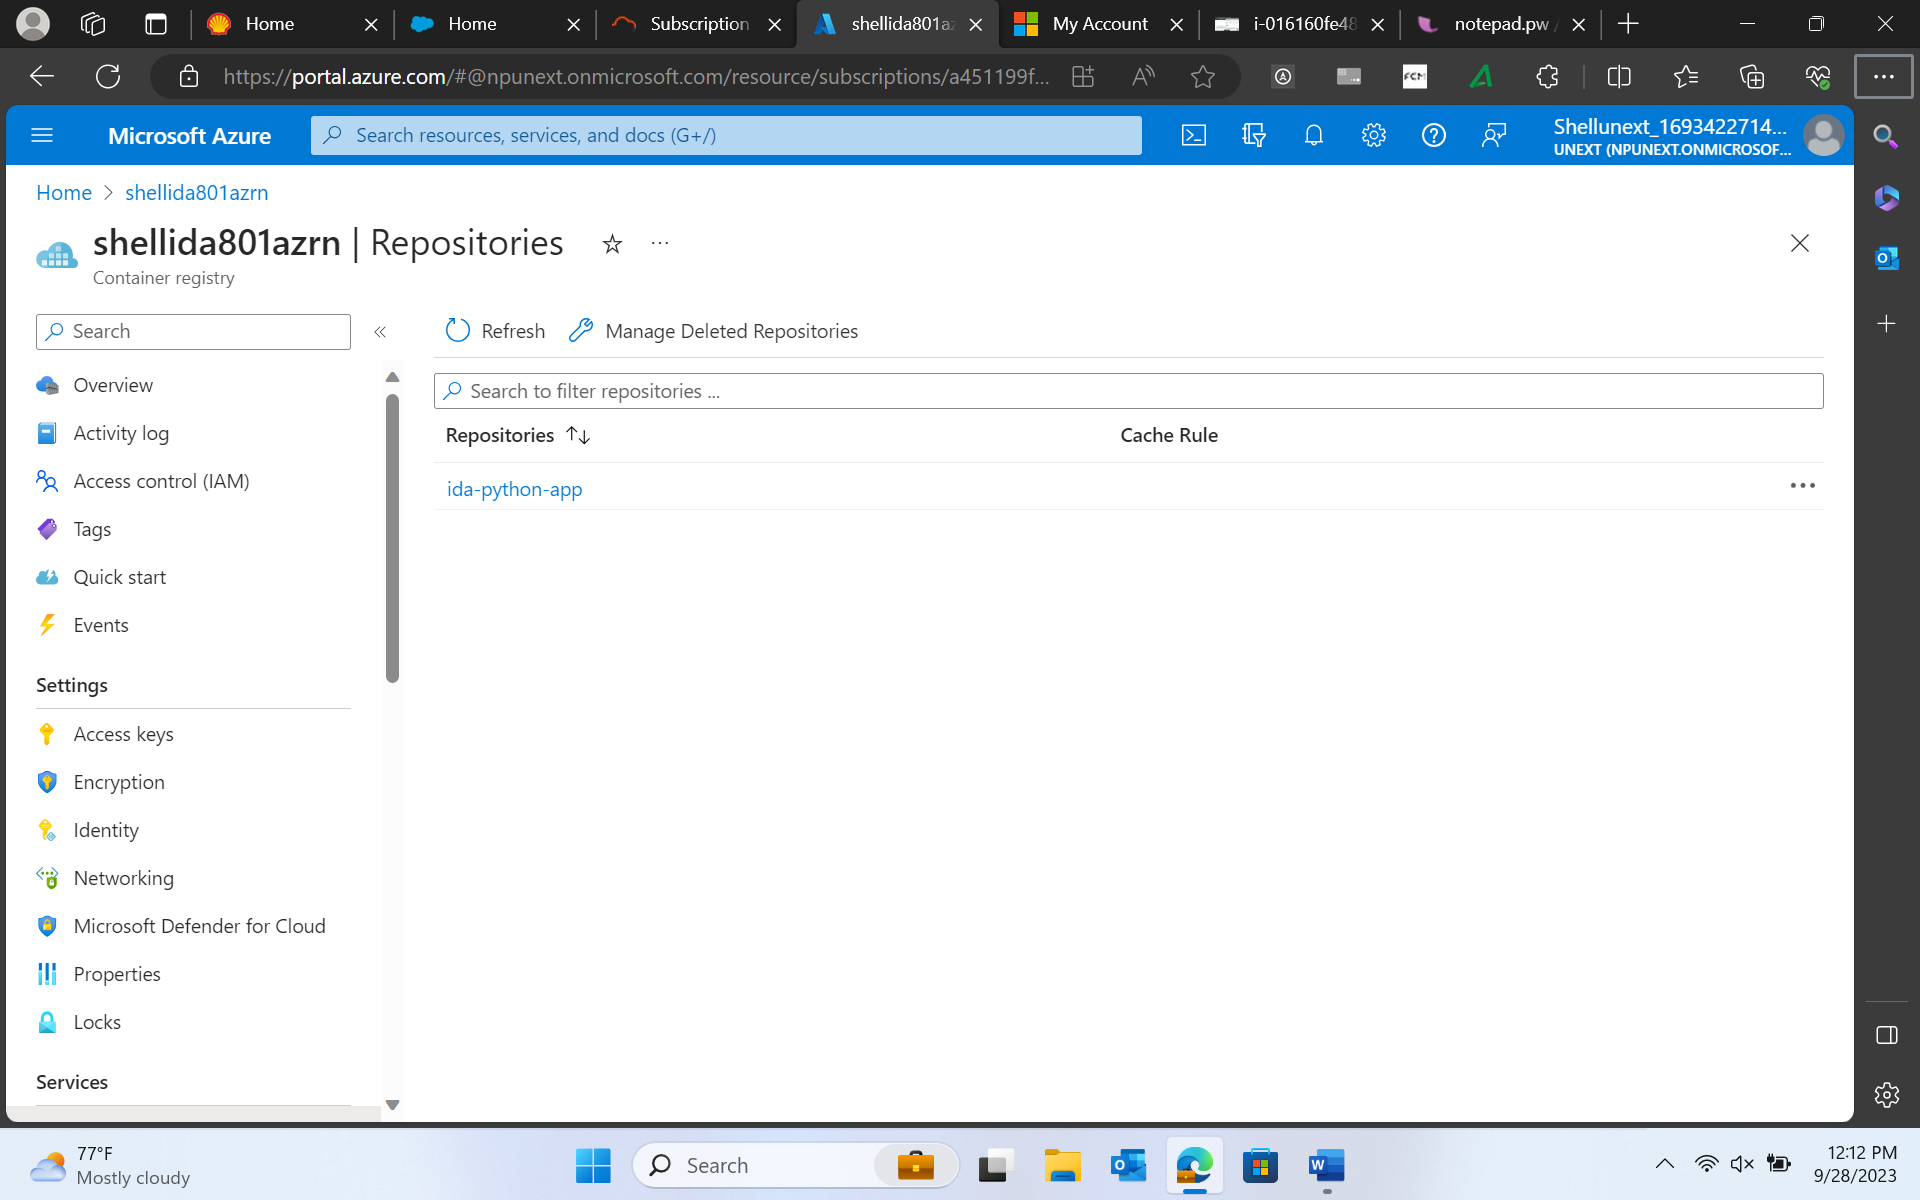 Home
Home
Subscription
shellida801az
My Account
i-016160fe48
notepad.pw /
https://portal.azure.com/#@npunext.onmicrosoft.com/resource/subscriptions/a451199f...
Microsoft Azure
Search resources, services, and docs (G+/)
Shellunext_1693422714...
UNEXT (NPUNEXT.ONMICROSOF...
Home > shellida801azrn
shellida801azrn | Repositories
Container registry
Search
Refresh
Manage Deleted Repositories
Search to filter repositories ...
Repositories
Cache Rule
ida-python-app
Overview
Activity log
Access control (IAM)
Tags
Quick start
Events
Settings
Access keys
Encryption
Identity
Networking
Microsoft Defender for Cloud
Properties
Locks
Services
77°F
Mostly cloudy
Search
12:12 PM
9/28/2023